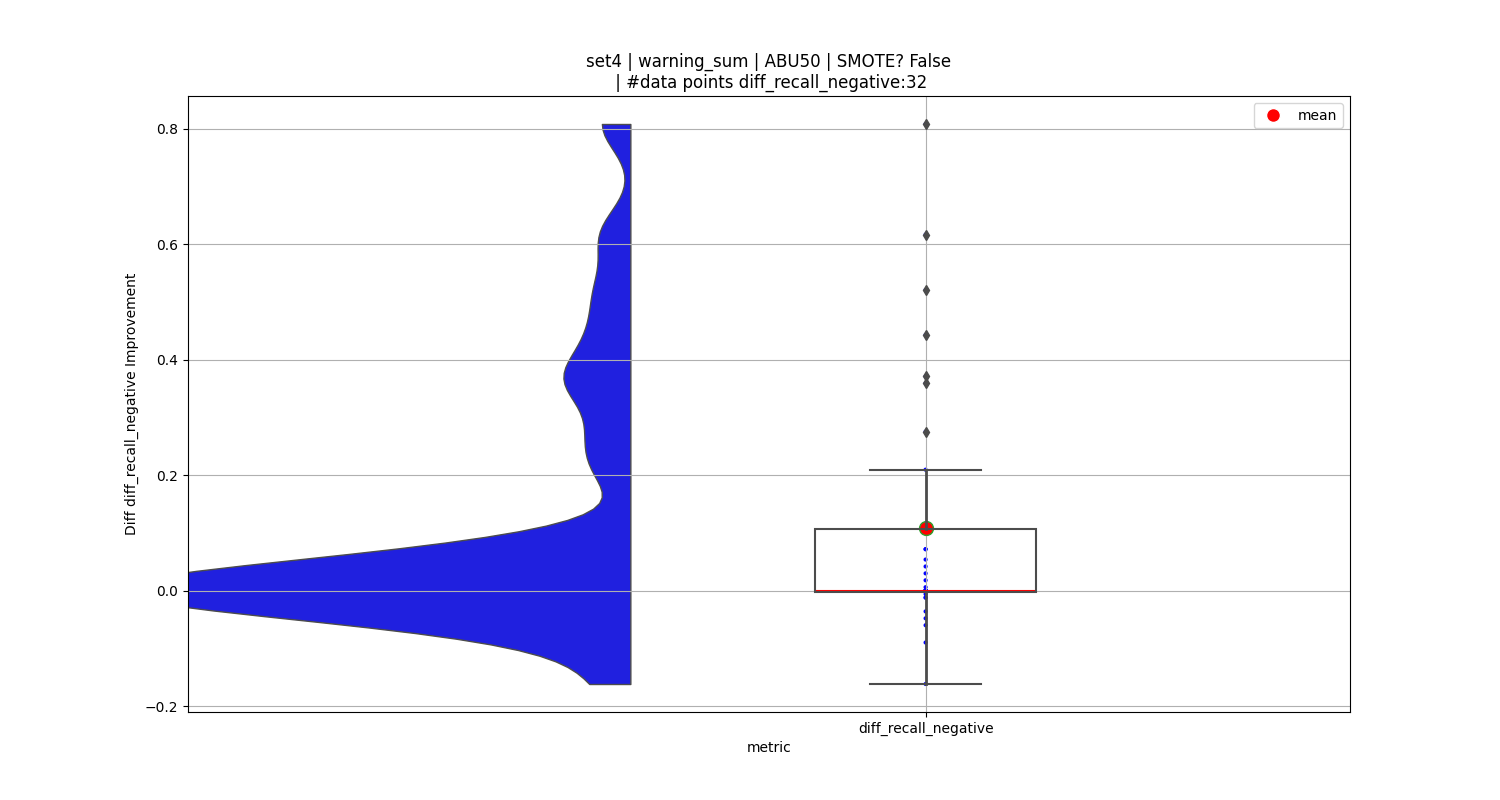 set4 | warning_sum | ABU50 | SMOTE? False
| #data points diff_recall_negative:32
mean
0.8
0.6
0.4
0.2
0.0
−0.2
Diff diff_recall_negative Improvement
diff_recall_negative
metric